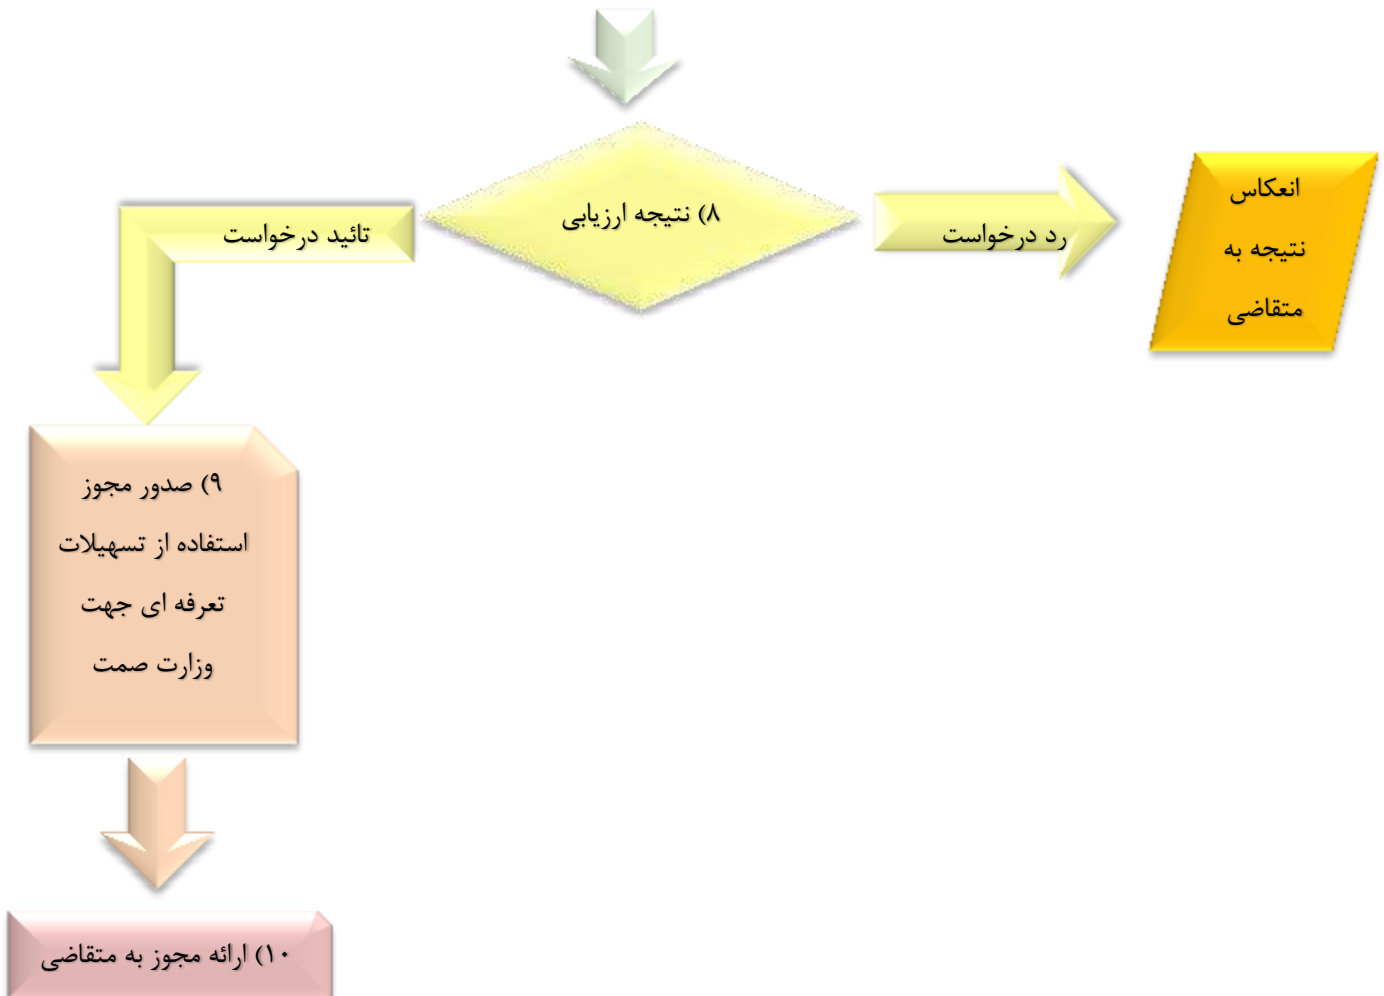 ۸) نتیجه ارزیابی
رد درخواست
انعکاس
نتیجه به
متقاضی
تائید درخواست
۹) صدور مجوز
استفاده از تسهیلات
تعرفه ای جهت
وزارت صمت
۱۰) ارائه مجوز به متقاضی